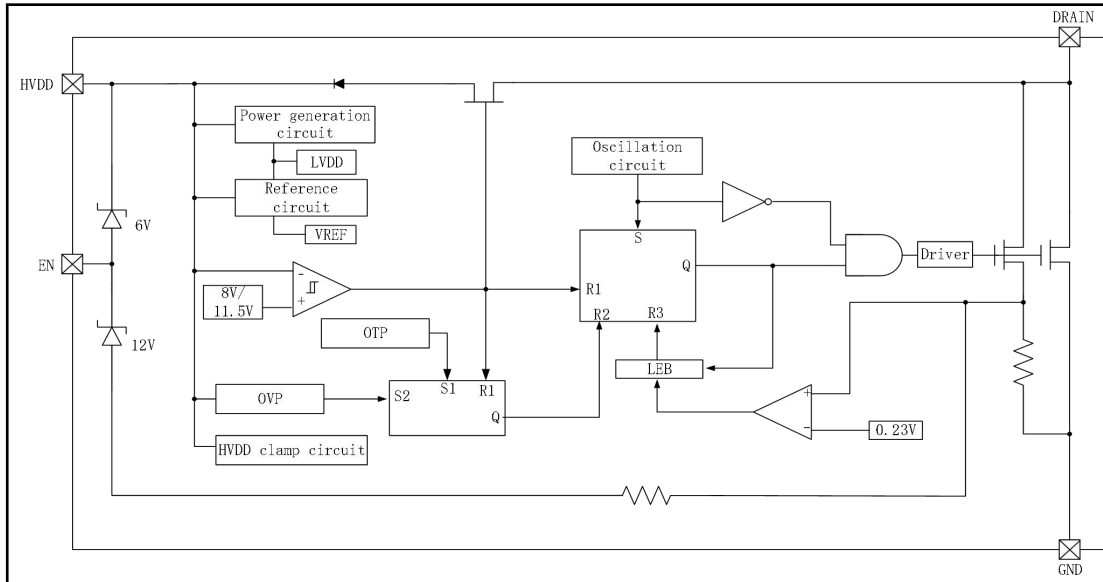 DRAIN
HVDD
Power generation
circuit
LVDD
Reference
circuit
VREF
Oscillation
circuit
6V
EN
12V
8V/
11.5V
-
+
S
Q
R1
R2
R3
Driver
OTP
LEB
OVP
S2
S1
R1
Q
+
-
0.23V
HVDD clamp circuit
GND